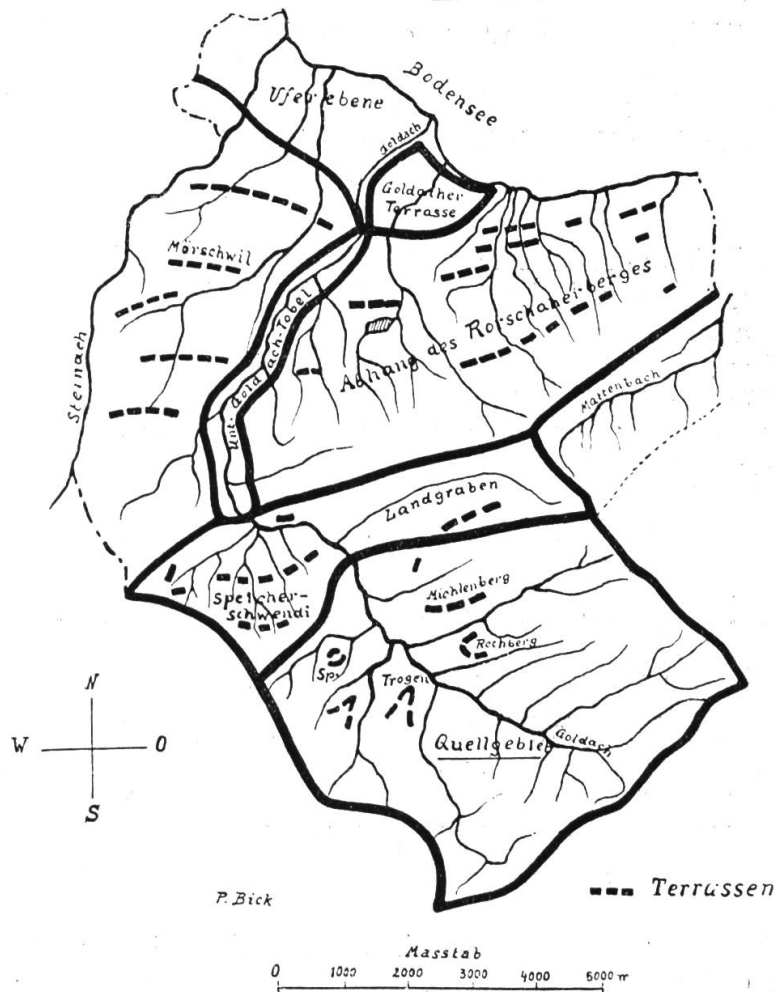 Bodensee
Uferebene
Goldach
Goldacher
Terrasse
Mörschwil
Abhang des Rorschacherberges
Unt. Goldach-Tobel
Steinach
Mattenbach
Landgraben
Speicher-
schwendi
Michlenberg
Rechberg
Sp.
Trogen
Goldach
Quellgebiet
N
W O
S
P. Bick
Terrassen
Masstab
0 1000 2000 3000 4000 5000 m